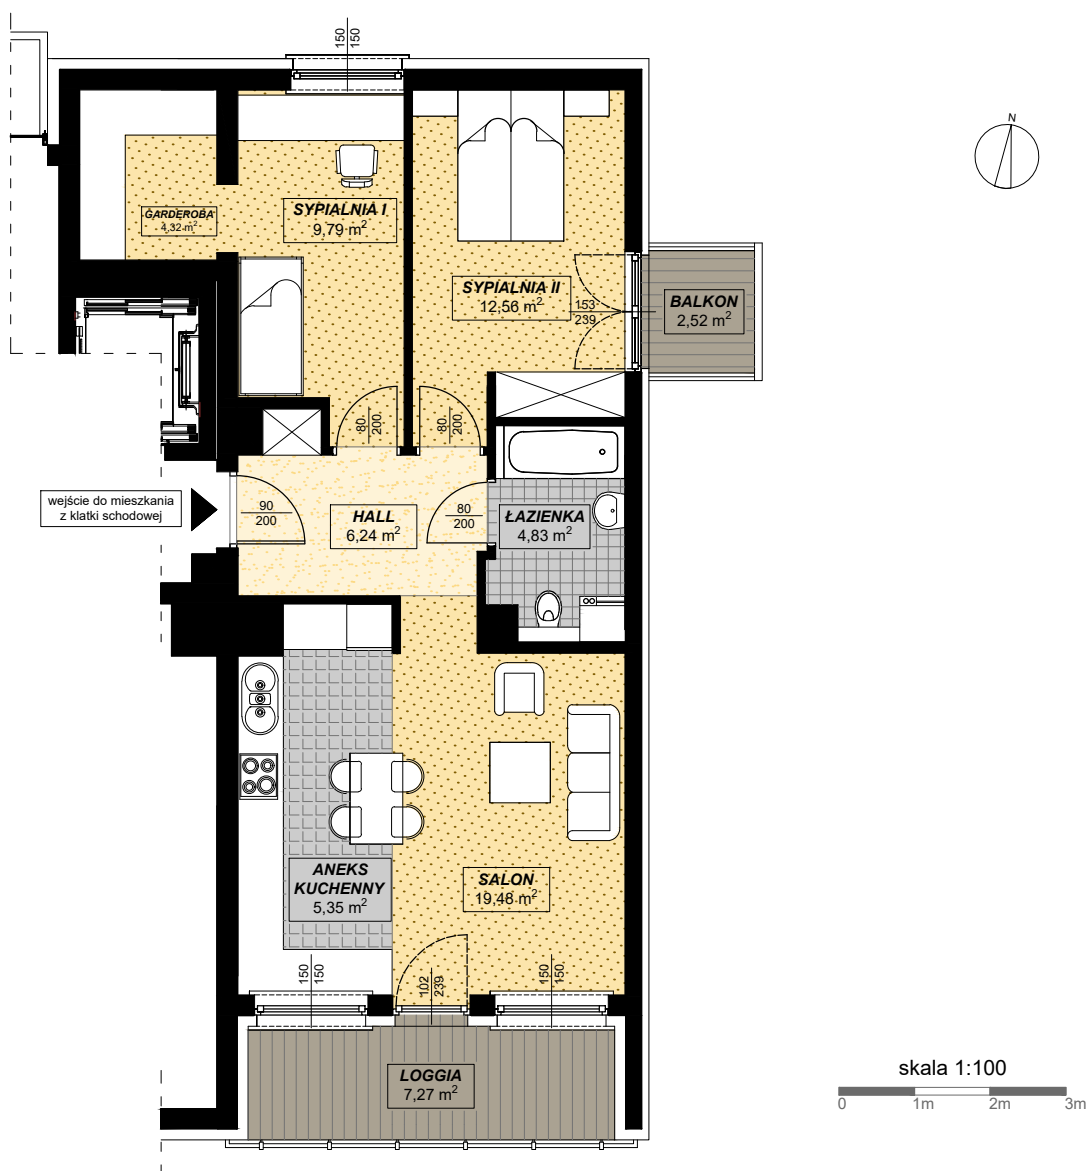 150
150
N
GARDEROBA
4,32 m²
SYPIALNIA I
9,79 m²
SYPIALNIA II
12,56 m²
153
239
BALKON
2,52 m²
80
200
80
200
wejście do mieszkania
z klatki schodowej
90
200
HALL
6,24 m²
80
200
ŁAZIENKA
4,83 m²
ANEKS
KUCHENNY
5,35 m²
SALON
19,48 m²
150
150
102
239
150
150
LOGGIA
7,27 m²
skala 1:100
0 1m 2m 3m